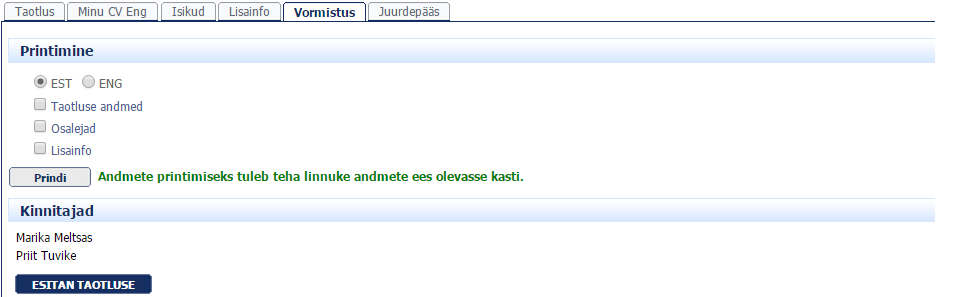 Taotlus Minu CV Eng Isikud Lisainfo Vormistus Juurdepääs
Printimine
EST ENG
Taotluse andmed
Osalejad
Lisainfo
Prindi Andmete printimiseks tuleb teha linnuke andmete ees olevasse kasti.
Kinnitajad
Marika Meltsas
Priit Tuvike
ESITAN TAOTLUSE